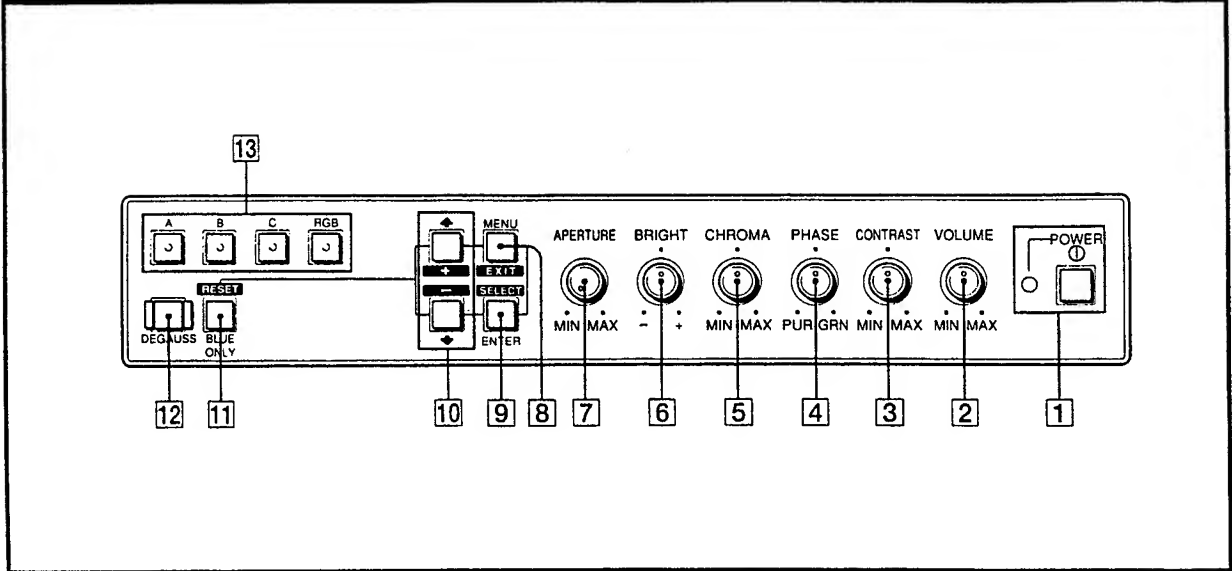 13
A B C RGB
MENU
APERTURE BRIGHT CHROMA PHASE CONTRAST VOLUME
POWER
+ EXIT
RESET - SELECT
MIN MAX - + MIN MAX PUR GRN MIN MAX MIN MAX
DEGAUSS BLUE ONLY ENTER
12 11 10 9 8 7 6 5 4 3 2 1